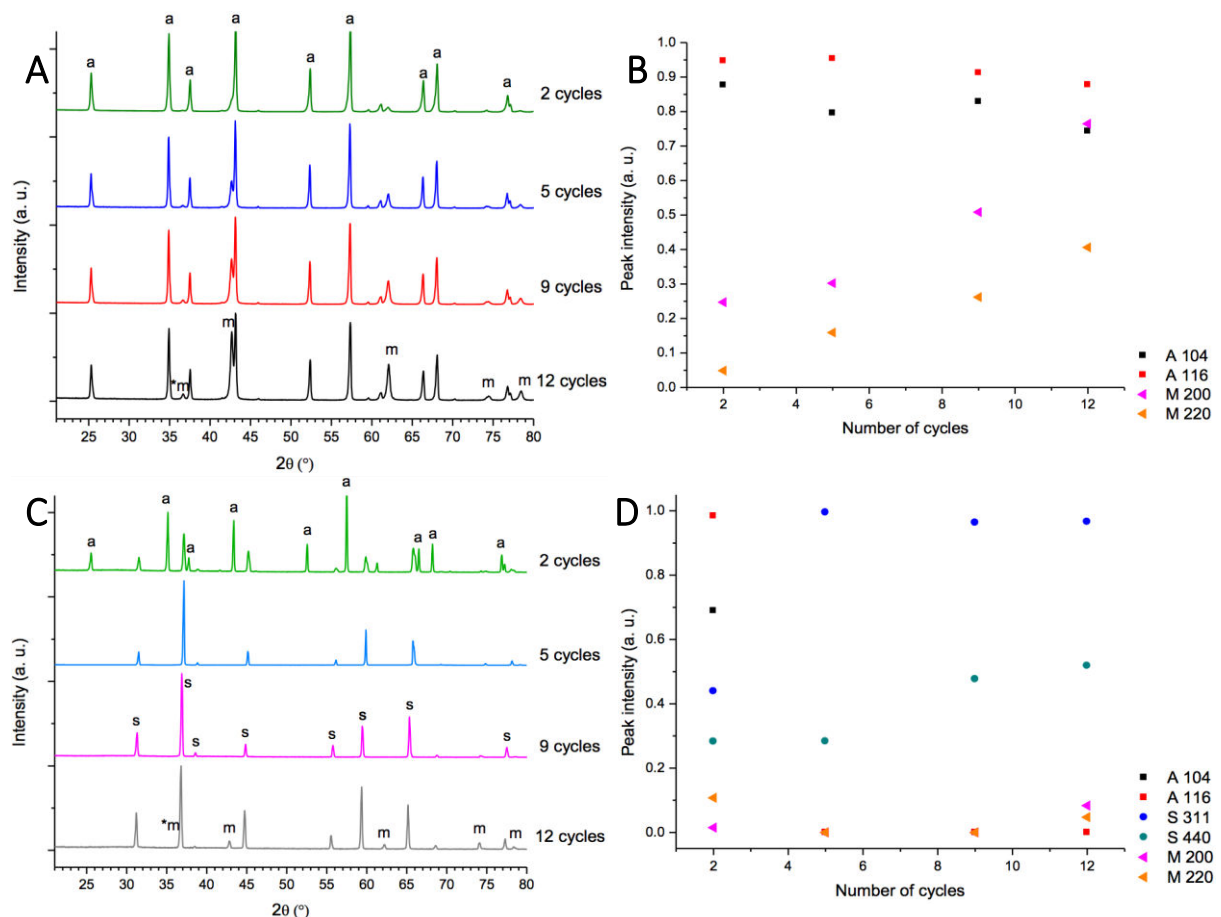 A
a a a a a a a a a
2 cycles
5 cycles
9 cycles
m m m m
*m
12 cycles
Intensity (a. u.)
25 30 35 40 45 50 55 60 65 70 75 80
2θ (°)
B
1.0
0.9
0.8
0.7
0.6
0.5
0.4
0.3
0.2
0.1
0.0
Peak intensity (a. u.)
2 4 6 8 10 12
Number of cycles
A 104
A 116
M 200
M 220
C
a a a a a a a a a
2 cycles
5 cycles
s s s s s s s s
9 cycles
*m m m m m
12 cycles
Intensity (a. u.)
25 30 35 40 45 50 55 60 65 70 75 80
2θ (°)
D
1.0
0.8
0.6
0.4
0.2
0.0
Peak intensity (a. u.)
2 4 6 8 10 12
Number of cycles
A 104
A 116
S 311
S 440
M 200
M 220